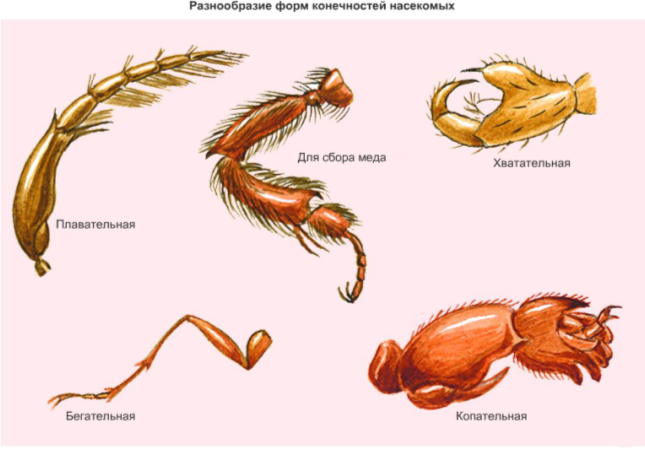 Разнообразие форм конечностей насекомых
Для сбора меда
Хватательная
Плавательная
Бегательная
Копательная